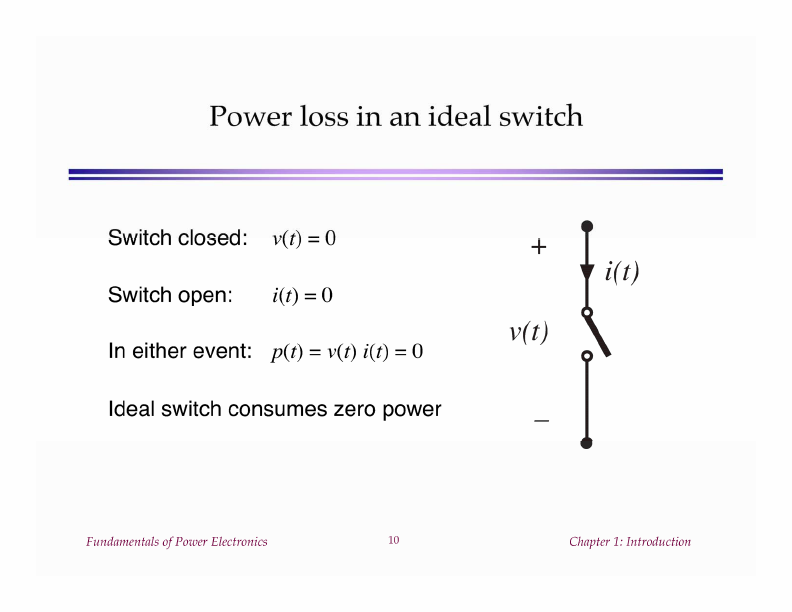 Power loss in an ideal switch
Switch closed: v(t) = 0
Switch open: i(t) = 0
In either event: p(t) = v(t) i(t) = 0
Ideal switch consumes zero power
+
i(t)
v(t)
–
Fundamentals of Power Electronics
10
Chapter 1: Introduction